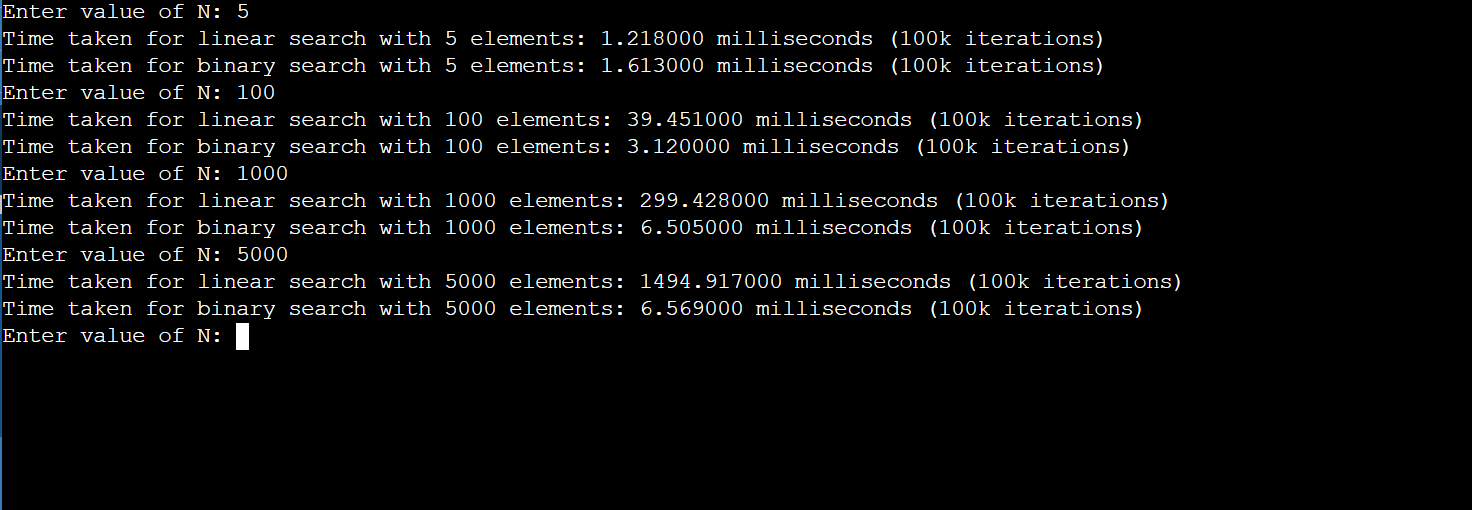 Enter value of N: 5
Time taken for linear search with 5 elements: 1.218000 milliseconds (100k iterations)
Time taken for binary search with 5 elements: 1.613000 milliseconds (100k iterations)
Enter value of N: 100
Time taken for linear search with 100 elements: 39.451000 milliseconds (100k iterations)
Time taken for binary search with 100 elements: 3.120000 milliseconds (100k iterations)
Enter value of N: 1000
Time taken for linear search with 1000 elements: 299.428000 milliseconds (100k iterations)
Time taken for binary search with 1000 elements: 6.505000 milliseconds (100k iterations)
Enter value of N: 5000
Time taken for linear search with 5000 elements: 1494.917000 milliseconds (100k iterations)
Time taken for binary search with 5000 elements: 6.569000 milliseconds (100k iterations)
Enter value of N: